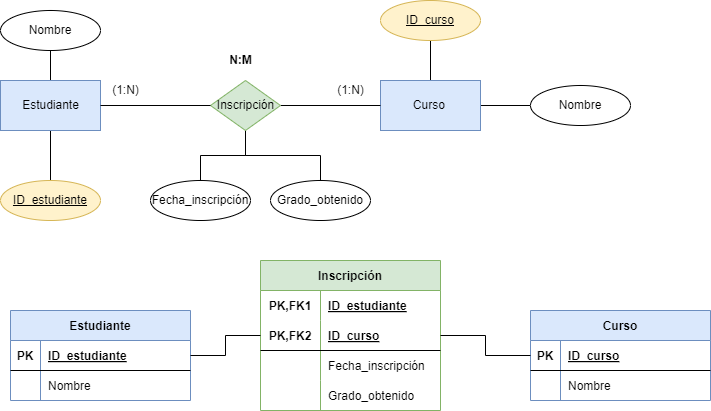 Nombre
ID_curso
N:M
(1:N)
(1:N)
Estudiante
Inscripción
Curso
Nombre
ID_estudiante
Fecha_inscripción
Grado_obtenido
Inscripción
PK,FK1 ID_estudiante
PK,FK2 ID_curso
Fecha_inscripción
Grado_obtenido
Estudiante
PK ID_estudiante
Nombre
Curso
PK ID_curso
Nombre